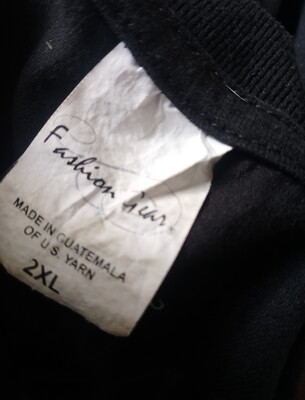 Fashion Gear.
MADE IN GUATEMALA
OF U.S. YARN
2XL